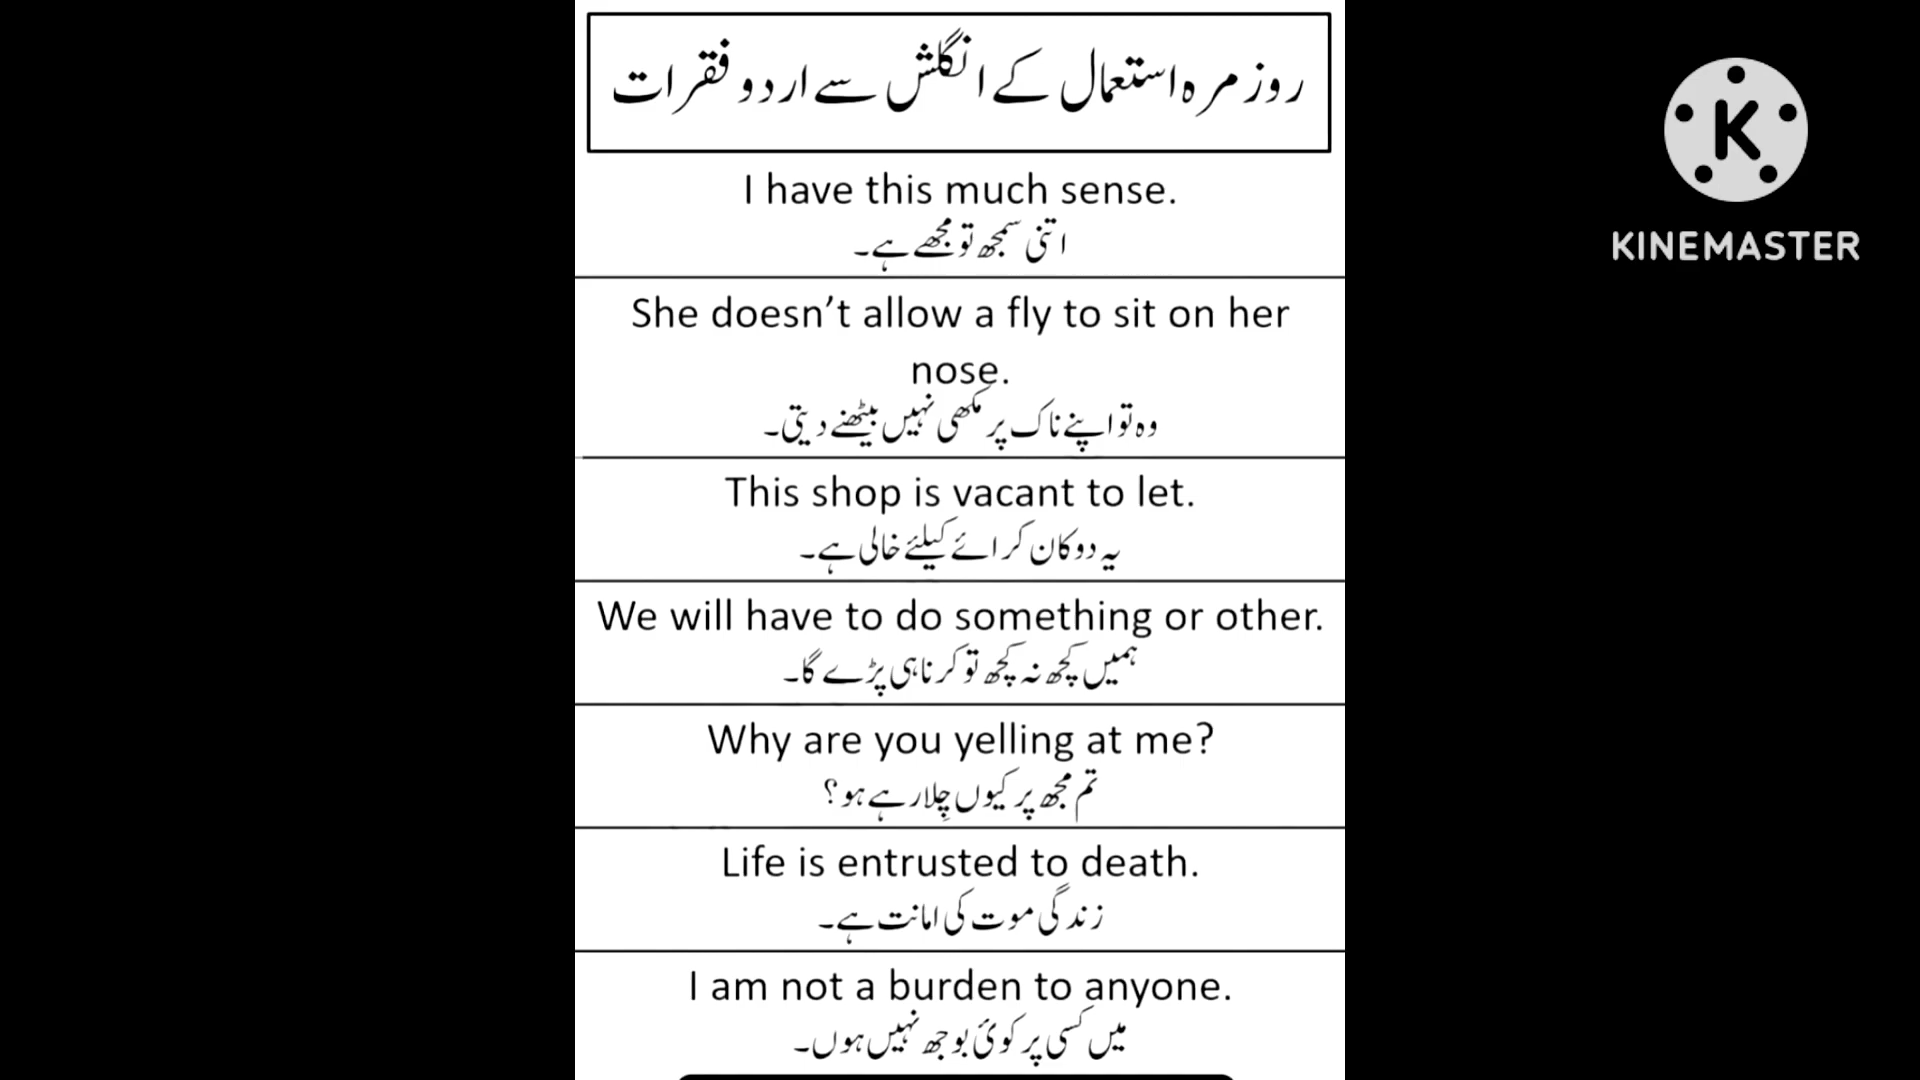 روزمرہ استعمال کے انگلش سے اردو فقرات
I have this much sense.
اتنی سمجھ تو مجھے ہے۔
She doesn’t allow a fly to sit on her
nose.
وہ تو اپنے ناک پر مکھی نہیں بیٹھنے دیتی۔
This shop is vacant to let.
یہ دوکان کرائے کیلئے خالی ہے۔
We will have to do something or other.
ہمیں کچھ نہ کچھ تو کرنا ہی پڑے گا۔
Why are you yelling at me?
تم مجھ پر کیوں چِلا رہے ہو؟
Life is entrusted to death.
زندگی موت کی امانت ہے۔
I am not a burden to anyone.
میں کسی پر کوئ بوجھ نہیں ہوں۔
K
KINEMASTER